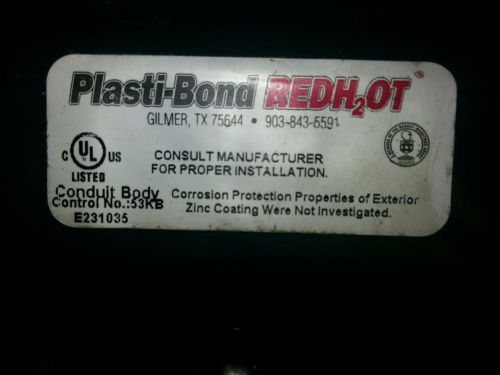 Plasti-Bond REDH₂OT ®
GILMER, TX 75644 • 903-843-5591
C UL US
LISTED
CONSULT MANUFACTURER
FOR PROPER INSTALLATION.
Conduit Body
Control No.:53KB
E231035
Corrosion Protection Properties of Exterior
Zinc Coating Were Not Investigated.